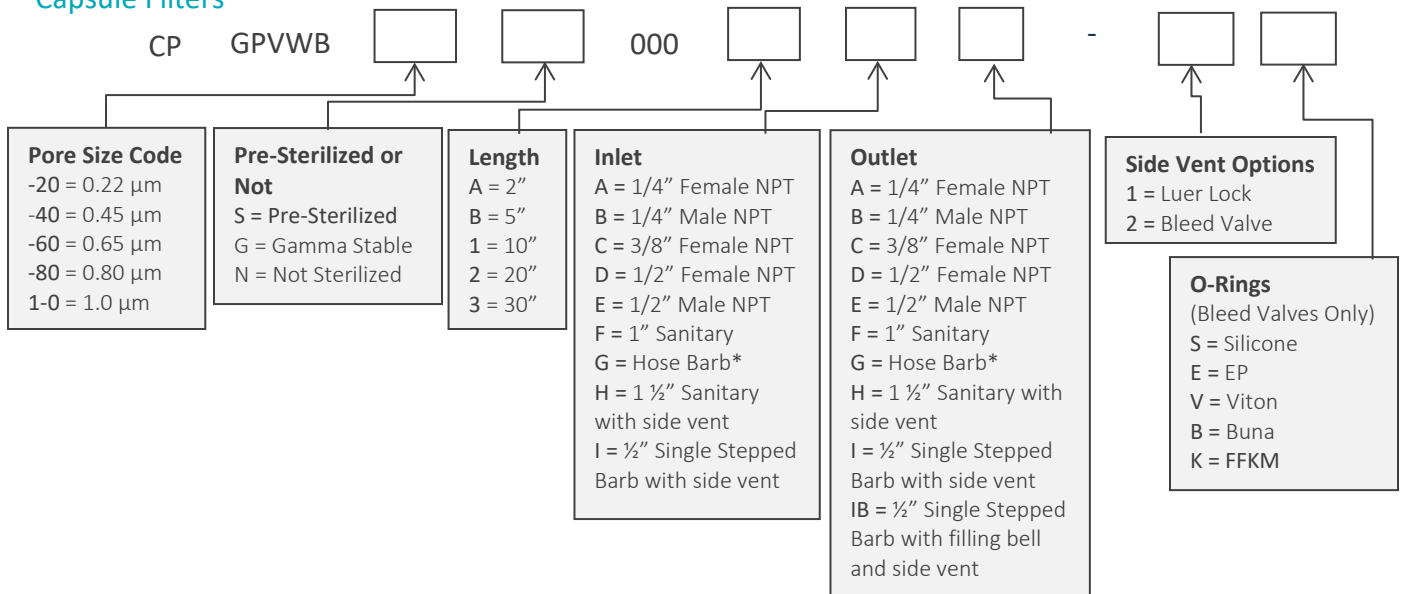 Capsule Filters
CP GPVWB 000 -
Pore Size Code
-20 = 0.22 µm
-40 = 0.45 µm
-60 = 0.65 µm
-80 = 0.80 µm
1-0 = 1.0 µm
Pre-Sterilized or
Not
S = Pre-Sterilized
G = Gamma Stable
N = Not Sterilized
Length
A = 2”
B = 5”
1 = 10”
2 = 20”
3 = 30”
Inlet
A = 1/4” Female NPT
B = 1/4” Male NPT
C = 3/8” Female NPT
D = 1/2” Female NPT
E = 1/2” Male NPT
F = 1” Sanitary
G = Hose Barb*
H = 1 ½” Sanitary
with side vent
I = ½” Single Stepped
Barb with side vent
Outlet
A = 1/4” Female NPT
B = 1/4” Male NPT
C = 3/8” Female NPT
D = 1/2” Female NPT
E = 1/2” Male NPT
F = 1” Sanitary
G = Hose Barb*
H = 1 ½” Sanitary with
side vent
I = ½” Single Stepped
Barb with side vent
IB = ½” Single Stepped
Barb with filling bell
and side vent
Side Vent Options
1 = Luer Lock
2 = Bleed Valve
O-Rings
(Bleed Valves Only)
S = Silicone
E = EP
V = Viton
B = Buna
K = FFKM